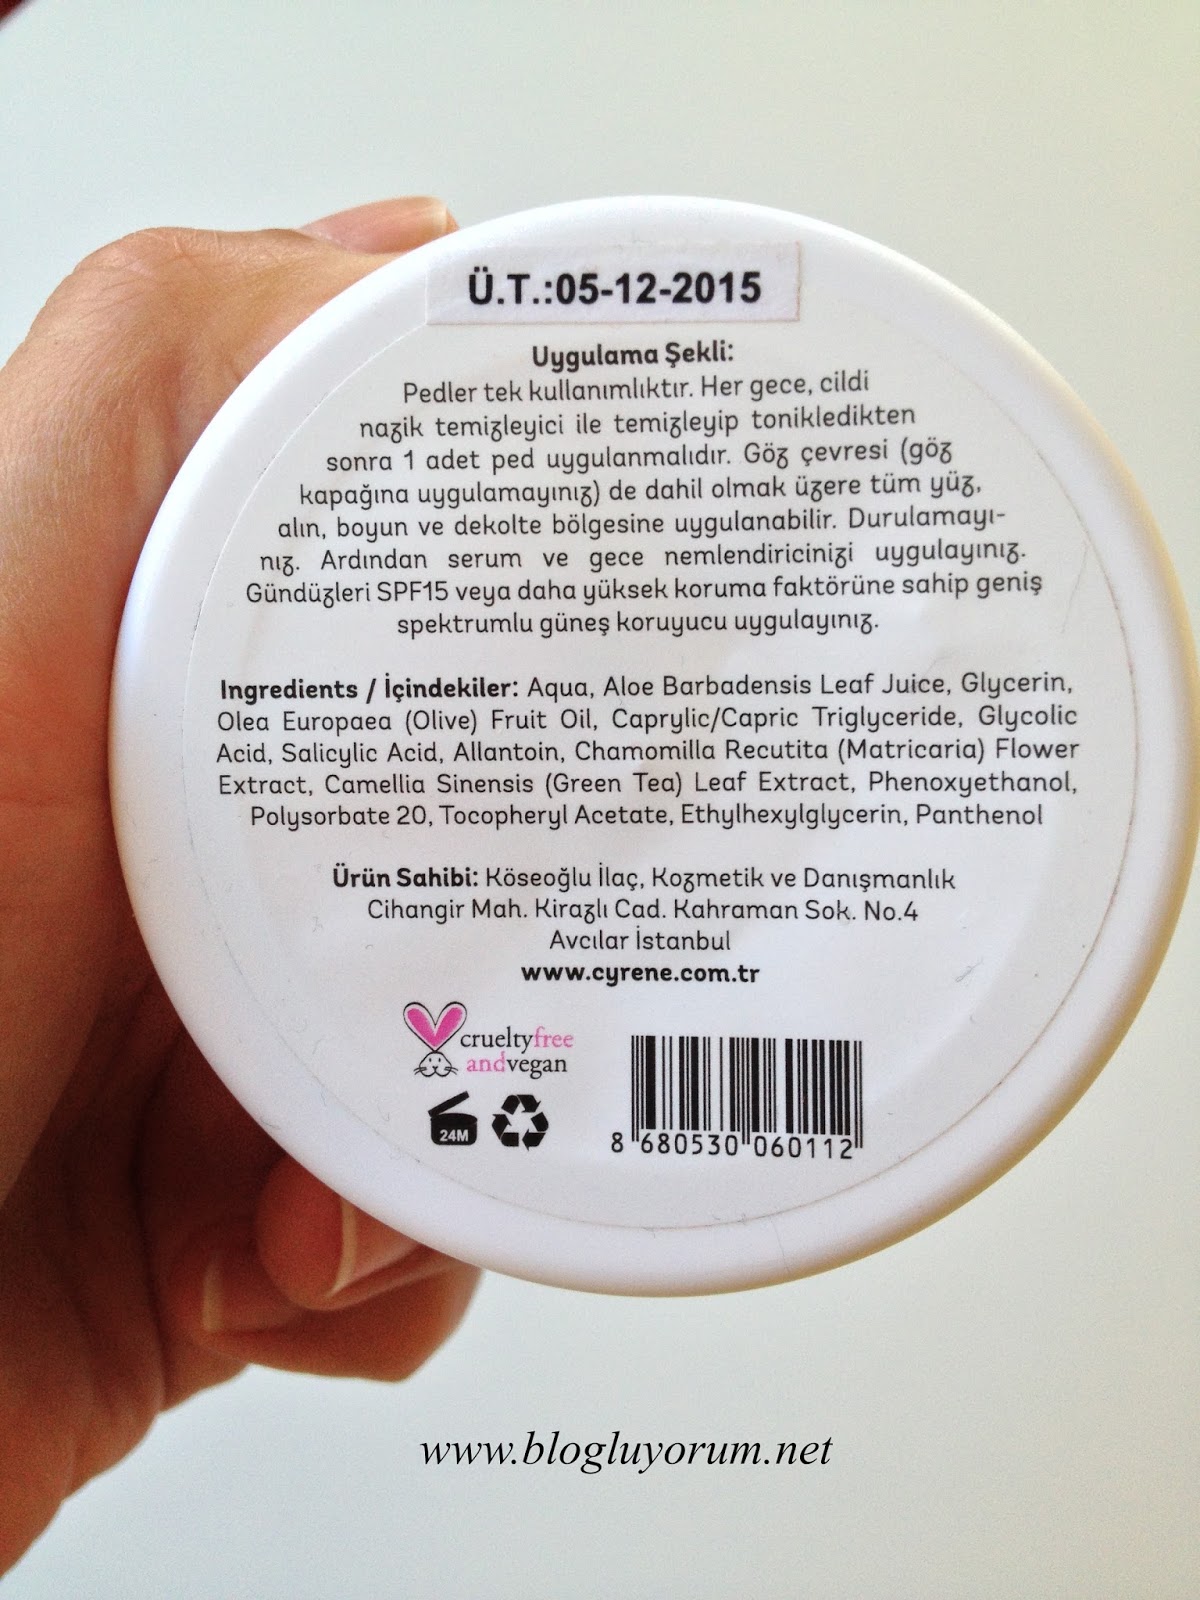 Ü.T.:05-12-2015
Uygulama Şekli:
Pedler tek kullanımlıktır. Her gece, cildi
nazik temizleyici ile temizleyip tonikledikten
sonra 1 adet ped uygulanmalıdır. Göz çevresi (göz
kapağına uygulamayınız) de dahil olmak üzere tüm yüz,
alın, boyun ve dekolte bölgesine uygulanabilir. Durulamayı-
nız. Ardından serum ve gece nemlendiricinizi uygulayınız.
Gündüzleri SPF15 veya daha yüksek koruma faktörüne sahip geniş
spektrumlu güneş koruyucu uygulayınız.
Ingredients / İçindekiler: Aqua, Aloe Barbadensis Leaf Juice, Glycerin,
Olea Europaea (Olive) Fruit Oil, Caprylic/Capric Triglyceride, Glycolic
Acid, Salicylic Acid, Allantoin, Chamomilla Recutita (Matricaria) Flower
Extract, Camellia Sinensis (Green Tea) Leaf Extract, Phenoxyethanol,
Polysorbate 20, Tocopheryl Acetate, Ethylhexylglycerin, Panthenol
Ürün Sahibi: Köseoğlu İlaç, Kozmetik ve Danışmanlık
Cihangir Mah. Kirazlı Cad. Kahraman Sok. No.4
Avcılar İstanbul
www.cyrene.com.tr
crueltyfree
andvegan
24M
8 680530 060112
www.blogluyorum.net